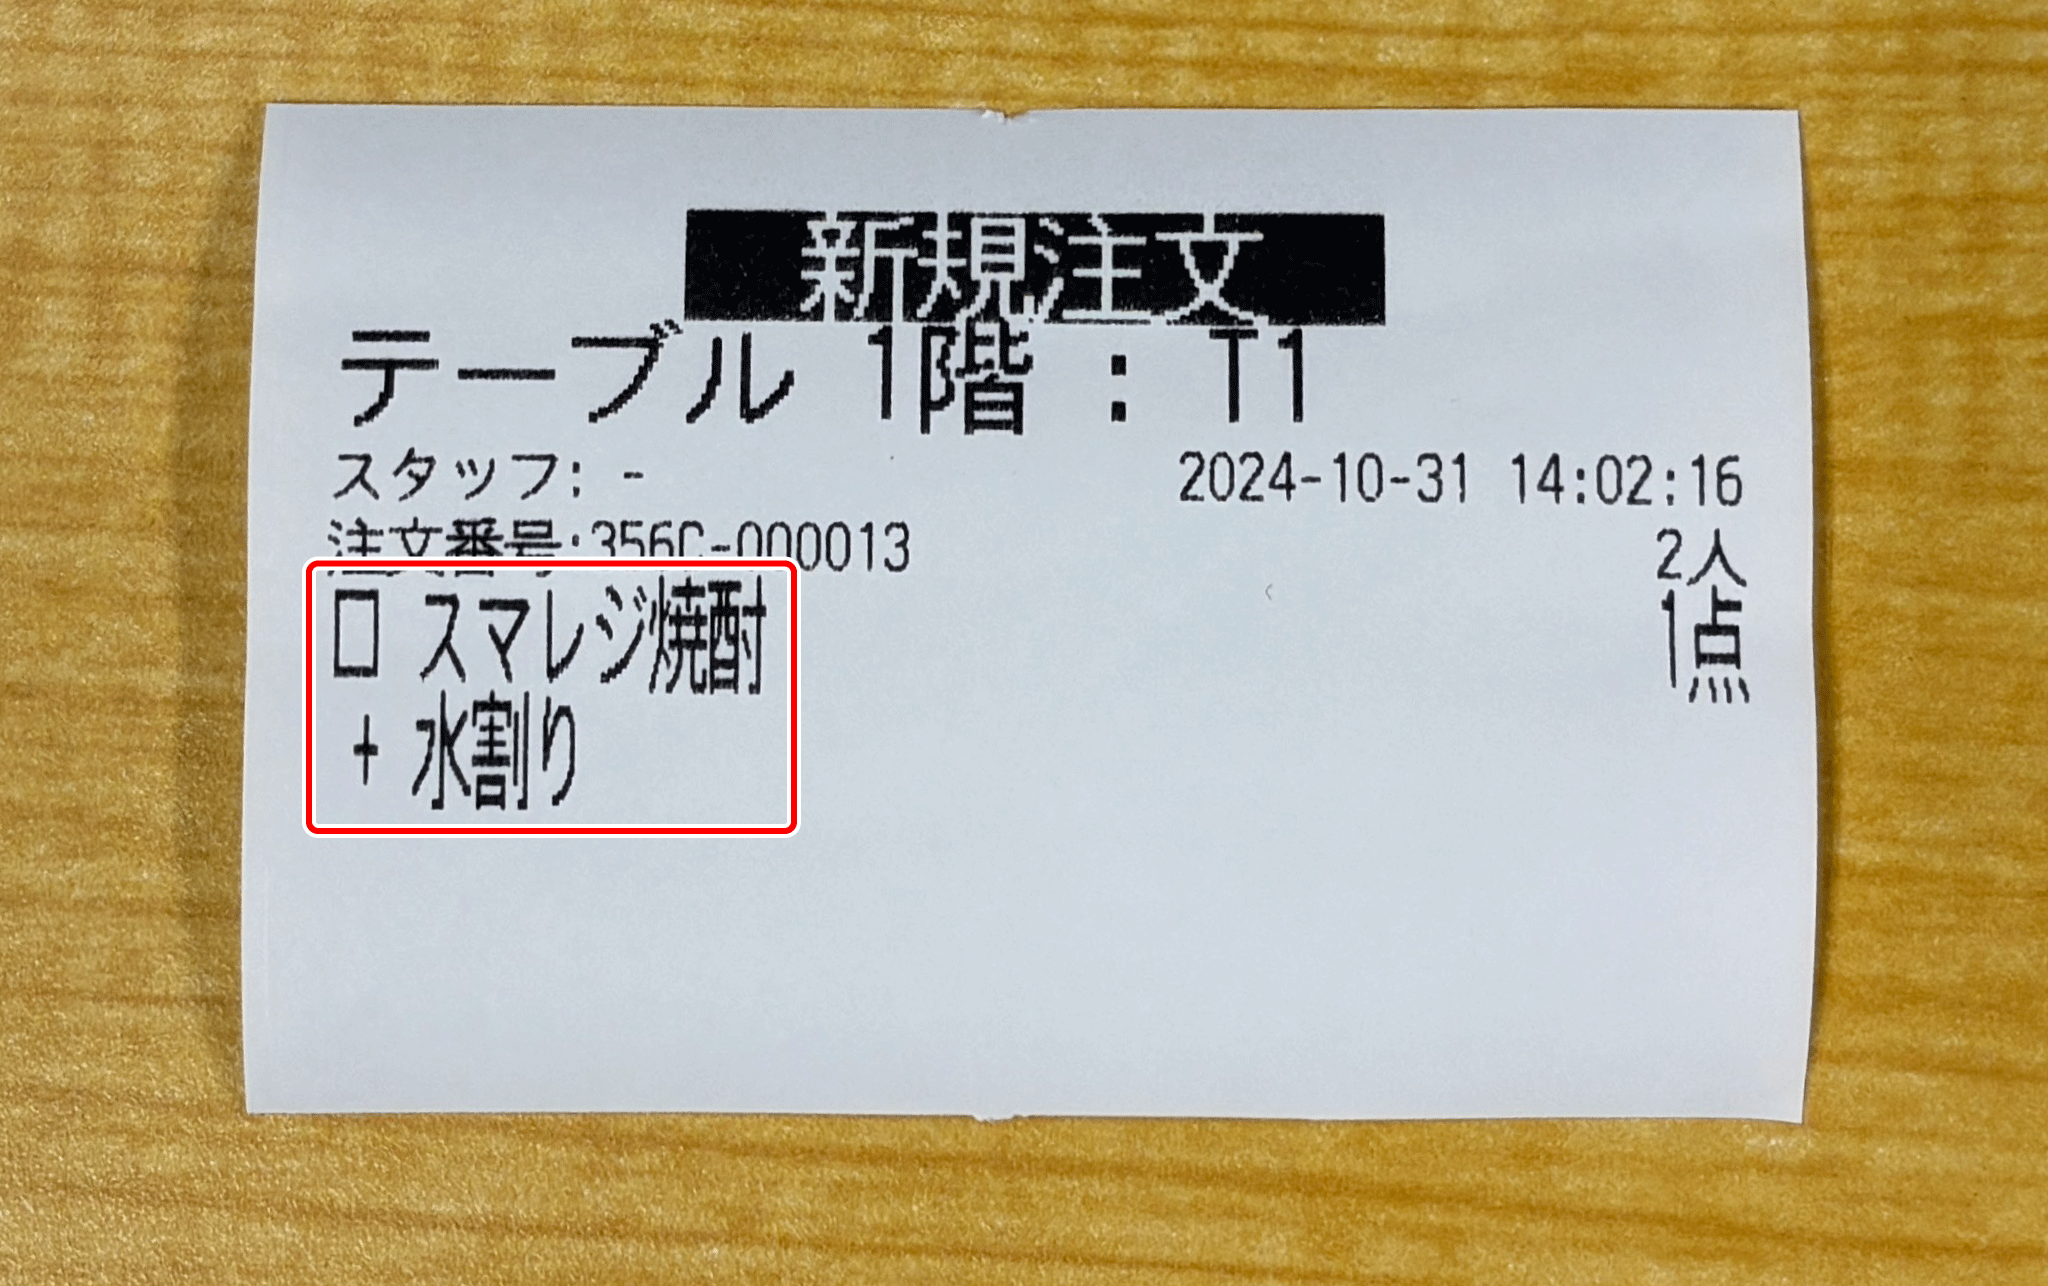 新規注文
テーブル 1階 : T1
スタッフ: - 2024-10-31 14:02:16
注文番号:356C-000013 2人
□ スマレジ焼酎 1点
+ 水割り